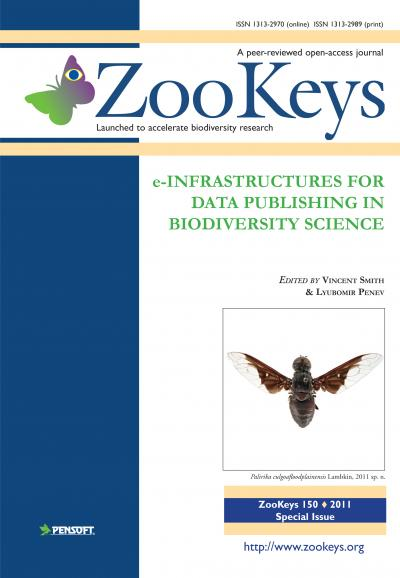 ISSN 1313-2970 (online) ISSN 1313-2989 (print)
A peer-reviewed open-access journal
ZooKeys
Launched to accelerate biodiversity research
e-INFRASTRUCTURES FOR
DATA PUBLISHING IN
BIODIVERSITY SCIENCE
EDITED BY VINCENT SMITH
& LYUBOMIR PENEV
Palirika culgoafloodplainensis Lambkin, 2011 sp. n.
ZooKeys 150 ♦ 2011
Special Issue
PENSOFT.
http://www.zookeys.org